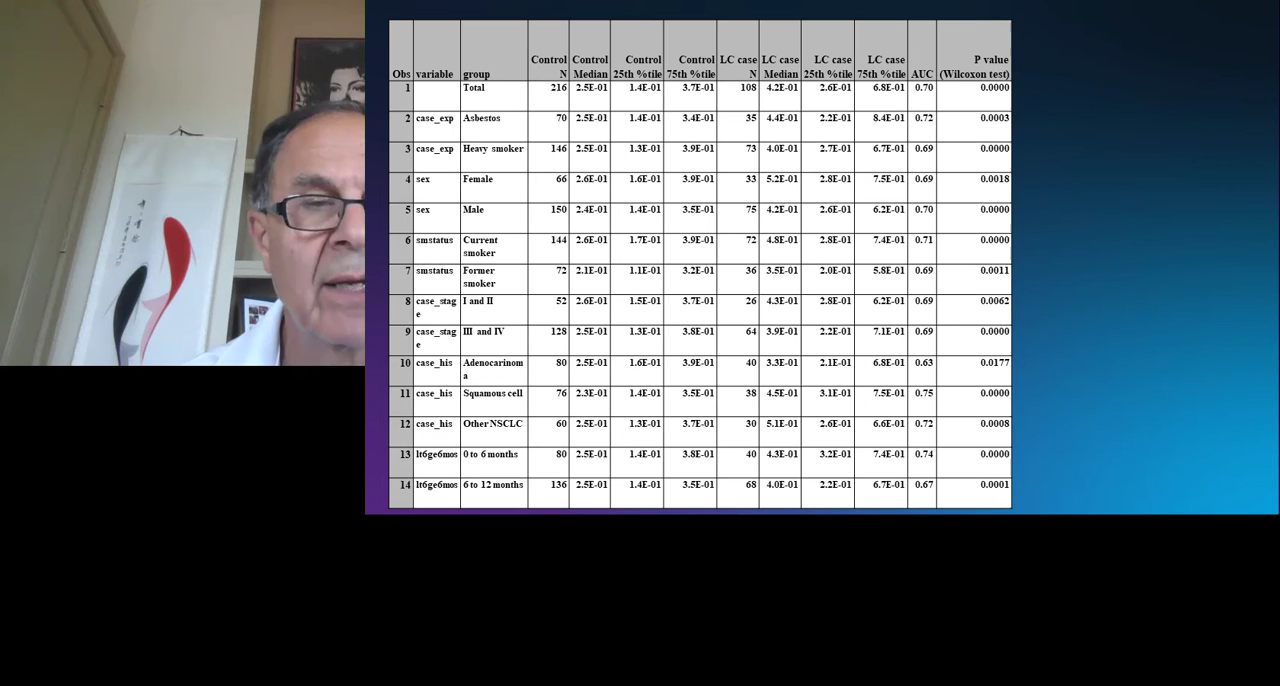 Control Control Control Control LC case LC case LC case LC case P value
Obs variable group N Median 25th %tile 75th %tile N Median 25th %tile 75th %tile AUC (Wilcoxon test)
1 Total 216 2.5E-01 1.4E-01 3.7E-01 108 4.2E-01 2.6E-01 6.8E-01 0.70 0.0000
2 case_exp Asbestos 70 2.5E-01 1.4E-01 3.4E-01 35 4.4E-01 2.2E-01 8.4E-01 0.72 0.0003
3 case_exp Heavy smoker 146 2.5E-01 1.3E-01 3.9E-01 73 4.0E-01 2.7E-01 6.7E-01 0.69 0.0000
4 sex Female 66 2.6E-01 1.6E-01 3.9E-01 33 5.2E-01 2.8E-01 7.5E-01 0.69 0.0018
5 sex Male 150 2.4E-01 1.4E-01 3.5E-01 75 4.2E-01 2.6E-01 6.2E-01 0.70 0.0000
6 smstatus Current 144 2.6E-01 1.7E-01 3.9E-01 72 4.8E-01 2.8E-01 7.4E-01 0.71 0.0000
smoker
7 smstatus Former 72 2.1E-01 1.1E-01 3.2E-01 36 3.5E-01 2.0E-01 5.8E-01 0.69 0.0011
smoker
8 case_stag I and II 52 2.6E-01 1.5E-01 3.7E-01 26 4.3E-01 2.8E-01 6.2E-01 0.69 0.0062
e
9 case_stag III and IV 128 2.5E-01 1.3E-01 3.8E-01 64 3.9E-01 2.2E-01 7.1E-01 0.69 0.0000
e
10 case_his Adenocarinom 80 2.5E-01 1.6E-01 3.9E-01 40 3.3E-01 2.1E-01 6.8E-01 0.63 0.0177
a
11 case_his Squamous cell 76 2.3E-01 1.4E-01 3.5E-01 38 4.5E-01 3.1E-01 7.5E-01 0.75 0.0000
12 case_his Other NSCLC 60 2.5E-01 1.3E-01 3.7E-01 30 5.1E-01 2.6E-01 6.6E-01 0.72 0.0008
13 lt6ge6mos 0 to 6 months 80 2.5E-01 1.4E-01 3.8E-01 40 4.3E-01 3.2E-01 7.4E-01 0.74 0.0000
14 lt6ge6mos 6 to 12 months 136 2.5E-01 1.4E-01 3.5E-01 68 4.0E-01 2.2E-01 6.7E-01 0.67 0.0001